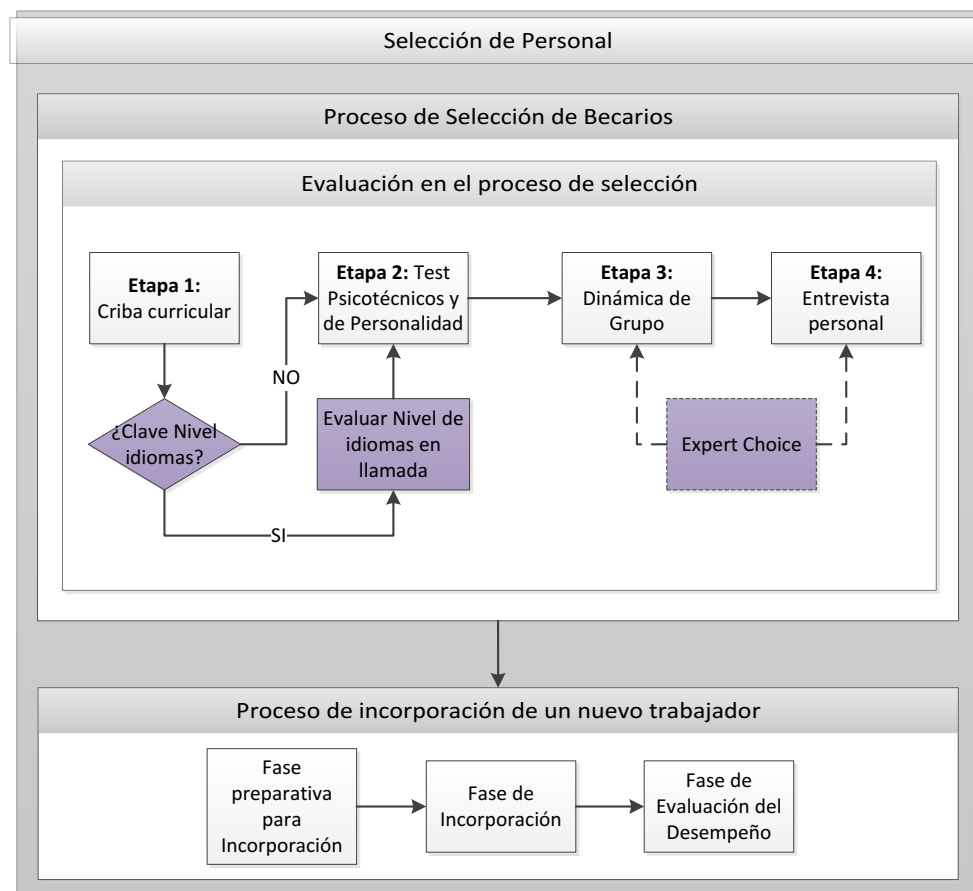 Selección de Personal
Proceso de Selección de Becarios
Evaluación en el proceso de selección
Etapa 1:
Criba curricular
Etapa 2: Test
Psicotécnicos y
de Personalidad
Etapa 3:
Dinámica de
Grupo
Etapa 4:
Entrevista
personal
NO
¿Clave Nivel
idiomas?
Evaluar Nivel de
idiomas en
llamada
Expert Choice
SI
Proceso de incorporación de un nuevo trabajador
Fase
preparativa
para
Incorporación
Fase de
Incorporación
Fase de
Evaluación del
Desempeño